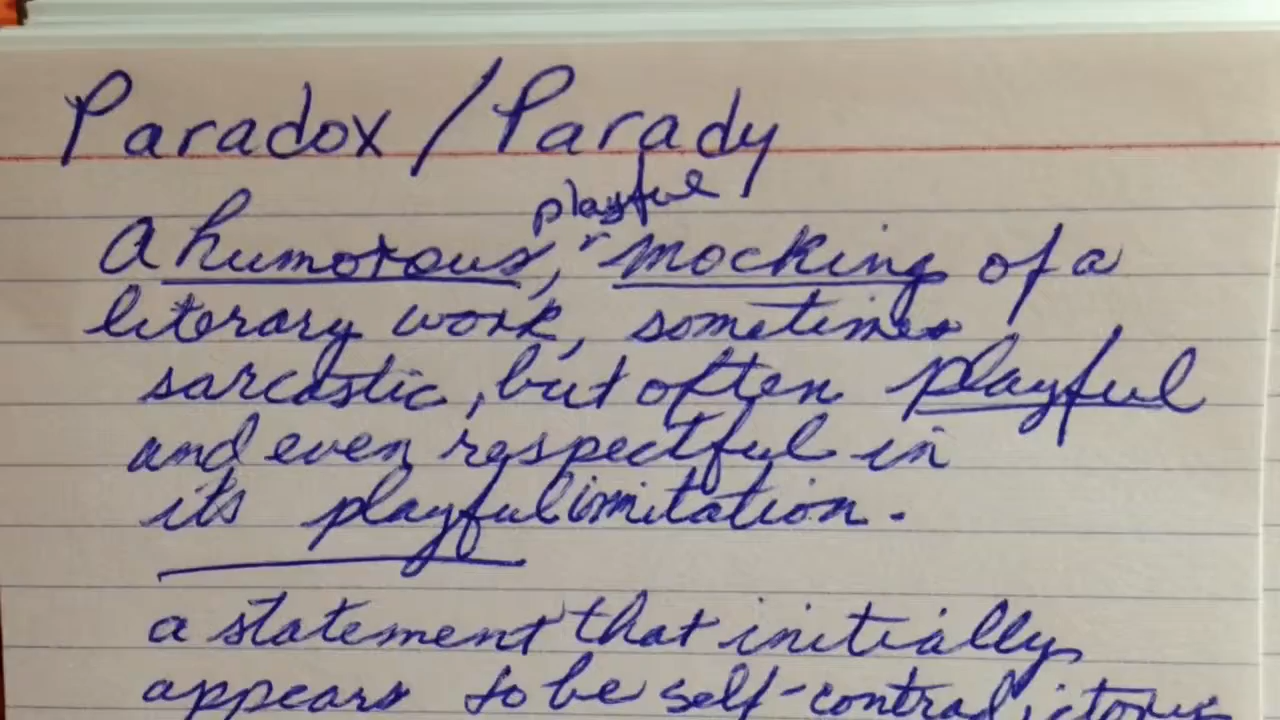 Paradox / Parady
playful
A humorous, mocking of a
literary work, sometimes
sarcastic, but often playful
and even respectful in
its playful imitation.
a statement that initially
appears to be self-contradictory